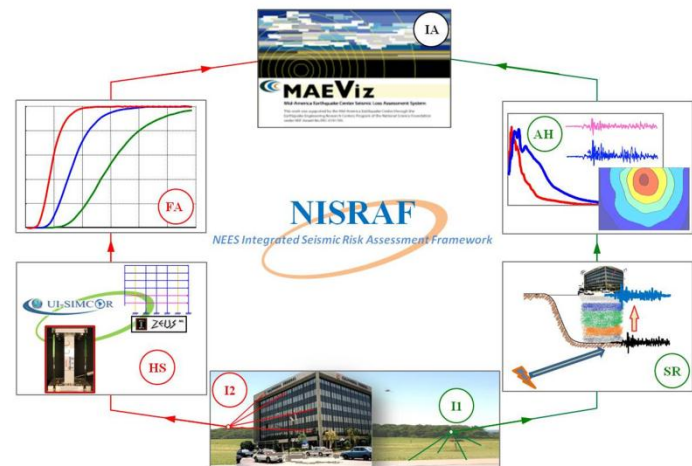 IA
MAEViz
Mid-America Earthquake Center Seismic Loss Assessment System
FA
AH
NISRAF
NEES Integrated Seismic Risk Assessment Framework
UI-SIMCOR
ZEUS
HS
SR
I2
I1